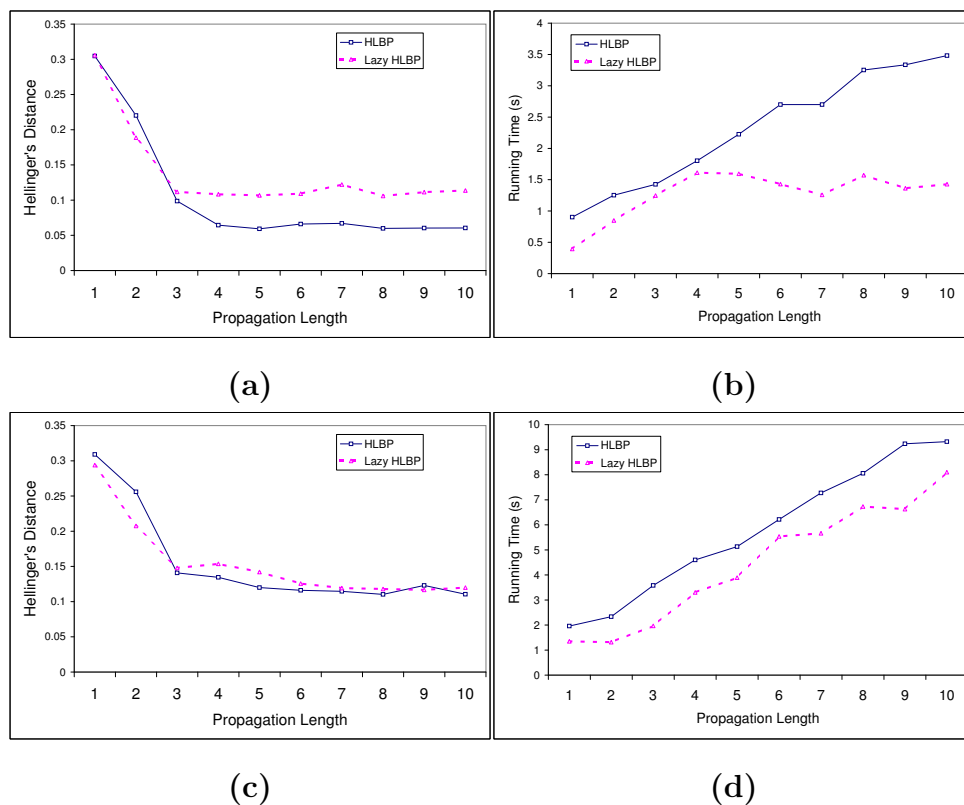 Hellinger's Distance
0.35
0.3
0.25
0.2
0.15
0.1
0.05
0
HLBP
Lazy HLBP
1 2 3 4 5 6 7 8 9 10
Propagation Length
(a)
Running Time (s)
4
3.5
3
2.5
2
1.5
1
0.5
0
HLBP
Lazy HLBP
1 2 3 4 5 6 7 8 9 10
Propagation Length
(b)
Hellinger's Distance
0.35
0.3
0.25
0.2
0.15
0.1
0.05
0
HLBP
Lazy HLBP
1 2 3 4 5 6 7 8 9 10
Propagation Length
(c)
Running Time (s)
10
9
8
7
6
5
4
3
2
1
0
HLBP
Lazy HLBP
1 2 3 4 5 6 7 8 9 10
Propagation Length
(d)